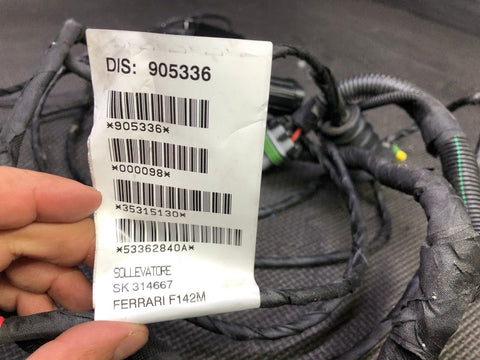 DIS: 905336
*905336*
*000098*
*35315130*
*53362840A*
SOLLEVATORE
SK 314667
FERRARI F142M